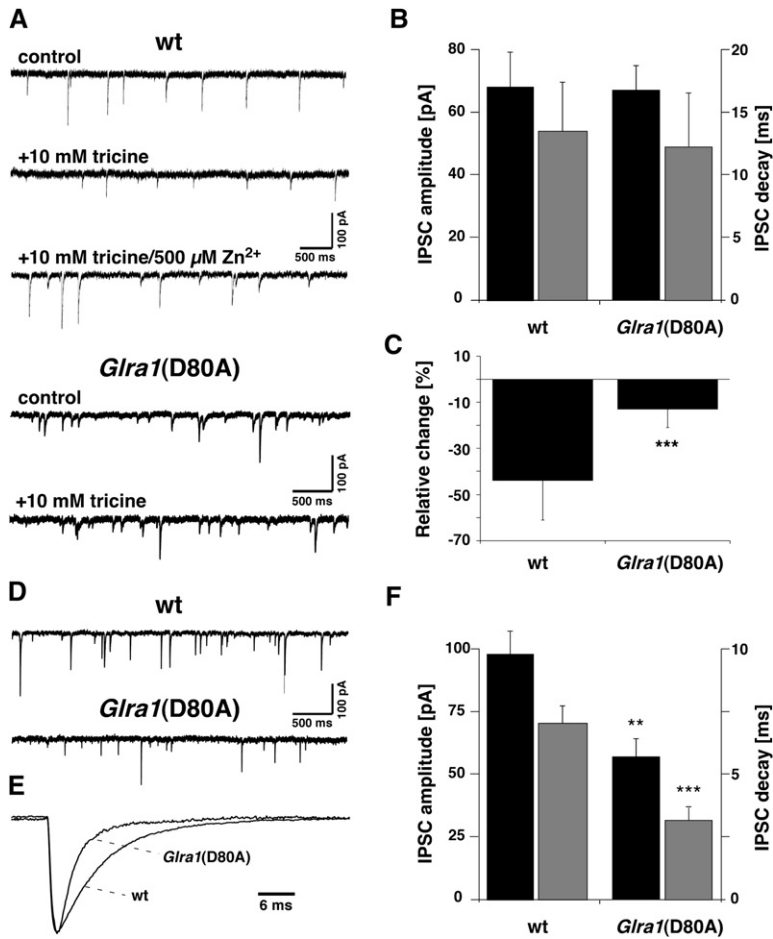 A
wt
control
+10 mM tricine
100 pA
500 ms
+10 mM tricine/500 µM Zn2+
Glra1(D80A)
control
100 pA
500 ms
+10 mM tricine
B
80
60
40
20
0
IPSC amplitude [pA]
20
15
10
5
0
IPSC decay [ms]
wt
Glra1(D80A)
C
10
-10
-30
-50
-70
Relative change [%]
***
wt
Glra1(D80A)
D
wt
100 pA
500 ms
Glra1(D80A)
E
Glra1(D80A)
wt
6 ms
F
100
75
50
25
0
IPSC amplitude [pA]
**
***
10
5
0
IPSC decay [ms]
wt
Glra1(D80A)